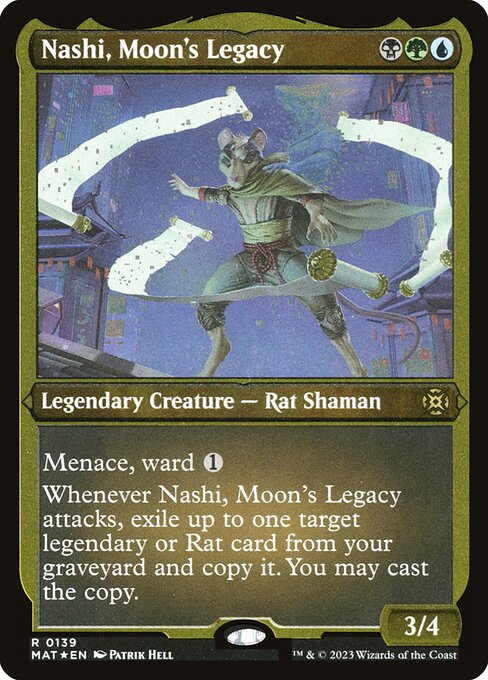 Nashi, Moon's Legacy
Legendary Creature — Rat Shaman
Menace, ward 1
Whenever Nashi, Moon's Legacy
attacks, exile up to one target
legendary or Rat card from your
graveyard and copy it. You may cast
the copy.
3/4
R 0139
MAT★EN Patrik Hell
™ & © 2023 Wizards of the Coast